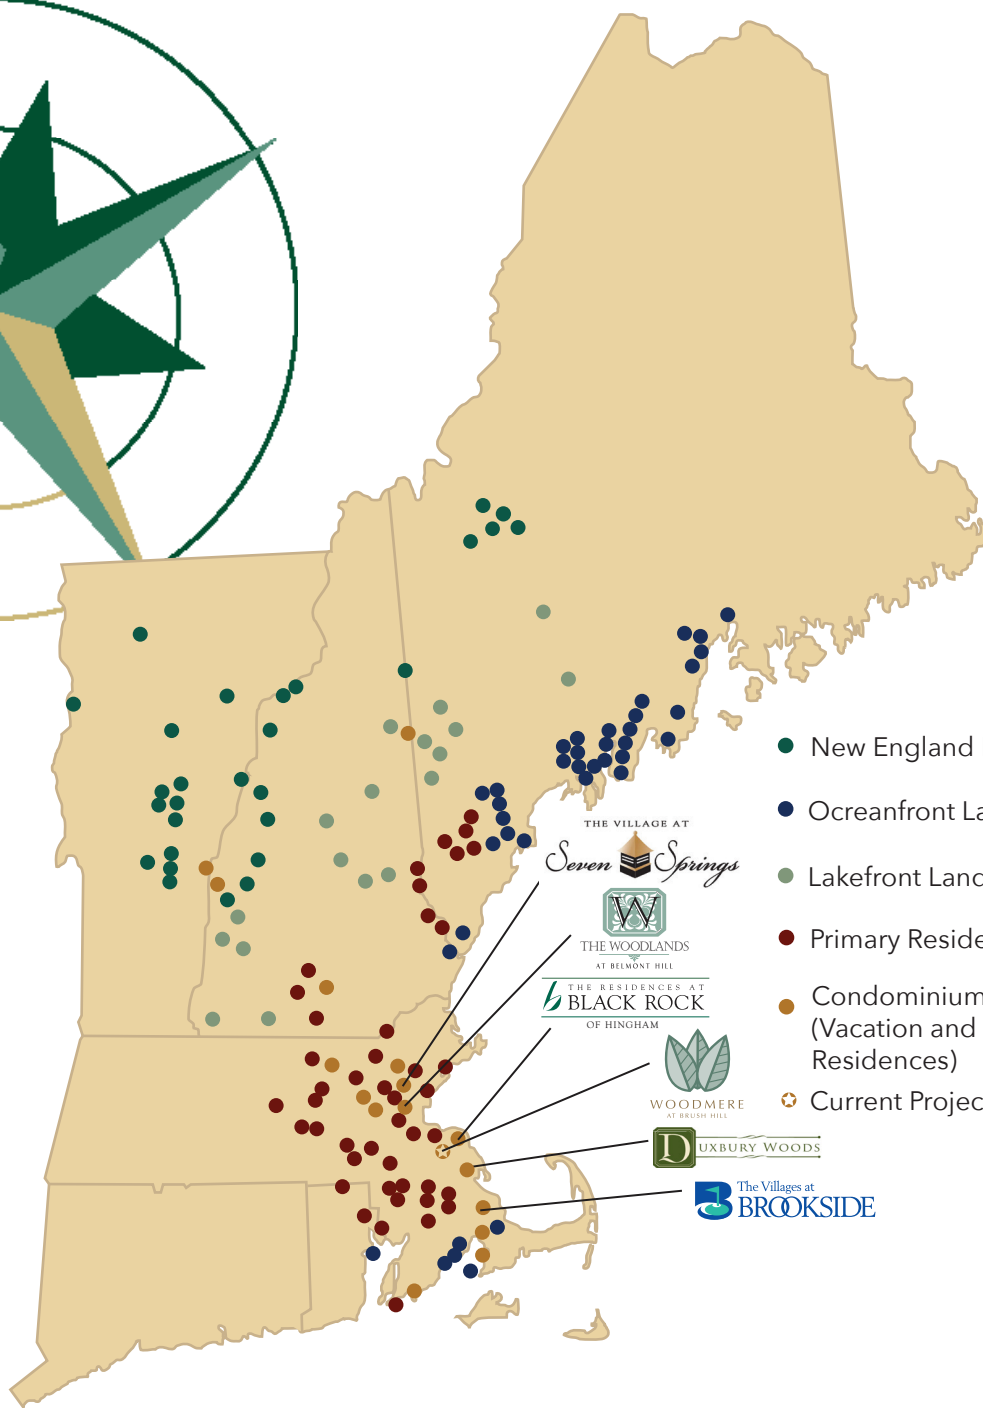 New England
Ocreanfront La
THE VILLAGE AT
Seven Springs
Lakefront Land
W
THE WOODLANDS
AT BELMONT HILL
Primary Reside
THE RESIDENCES AT
BLACK ROCK
OF HINGHAM
Condominium
(Vacation and
Residences)
WOODMERE
AT BRUSH HILL
Current Projec
DUXBURY WOODS
The Villages at
BROOKSIDE